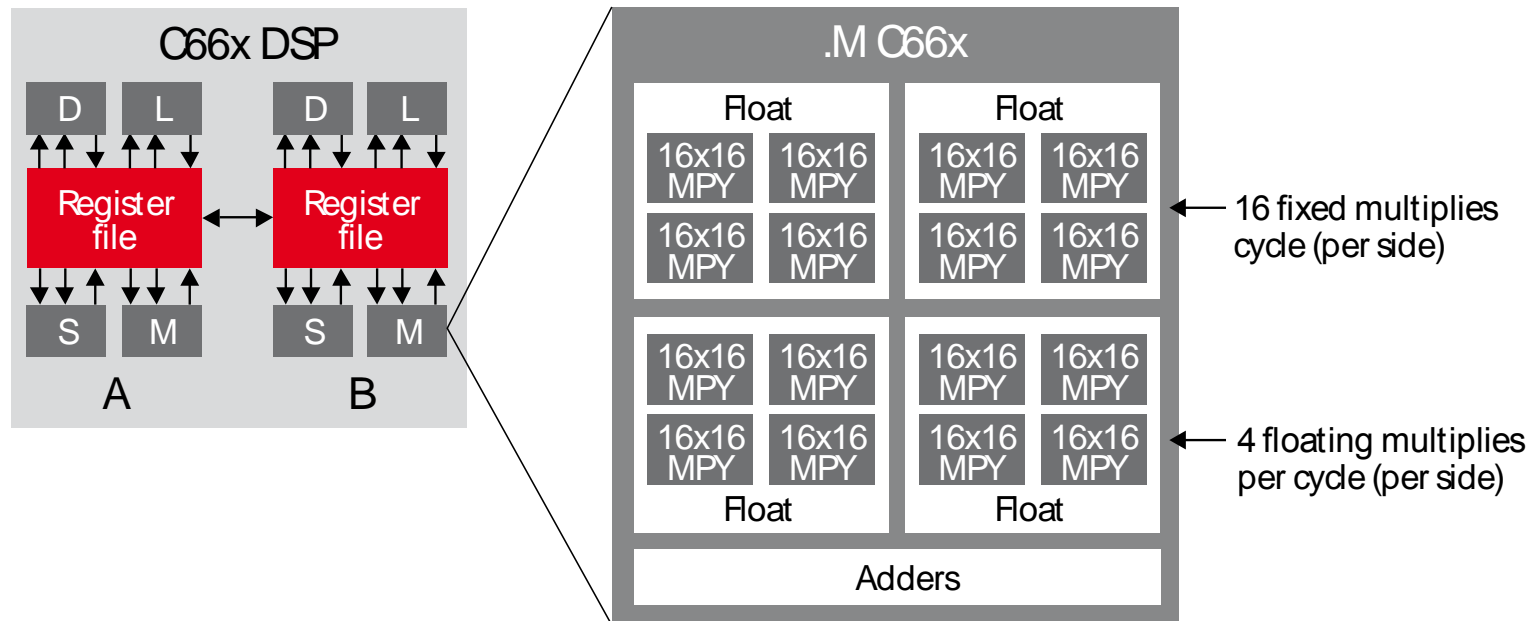 C66x DSP
D L D L
Register
file
Register
file
S M S M
A B
.M C66x
Float Float
16x16
MPY
16x16
MPY
16x16
MPY
16x16
MPY
16x16
MPY
16x16
MPY
16x16
MPY
16x16
MPY
16 fixed multiplies
cycle (per side)
16x16
MPY
16x16
MPY
16x16
MPY
16x16
MPY
16x16
MPY
16x16
MPY
16x16
MPY
16x16
MPY
Float Float
4 floating multiplies
per cycle (per side)
Adders